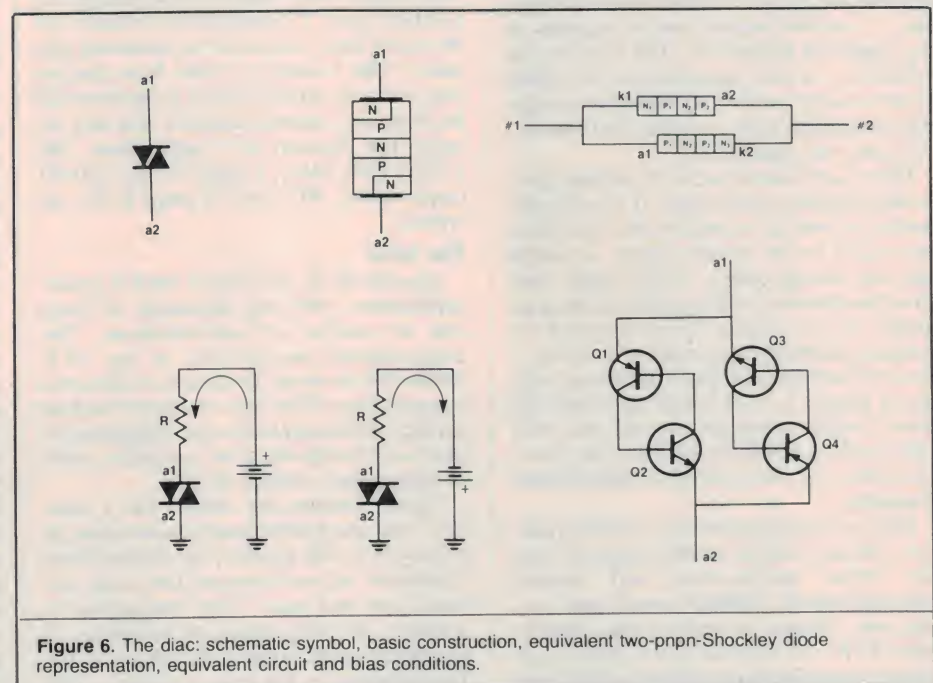 a1
a2
a1
N
P
N
P
N
a2
#1
k1
N₁ P₁ N₂ P₂
a2
a1
P₁ N₂ P₂ N₃
k2
#2
R
a1
a2
+
R
a1
a2
+
a1
Q1
Q3
Q2
Q4
a2
Figure 6. The diac: schematic symbol, basic construction, equivalent two-pnpn-Shockley diode
representation, equivalent circuit and bias conditions.